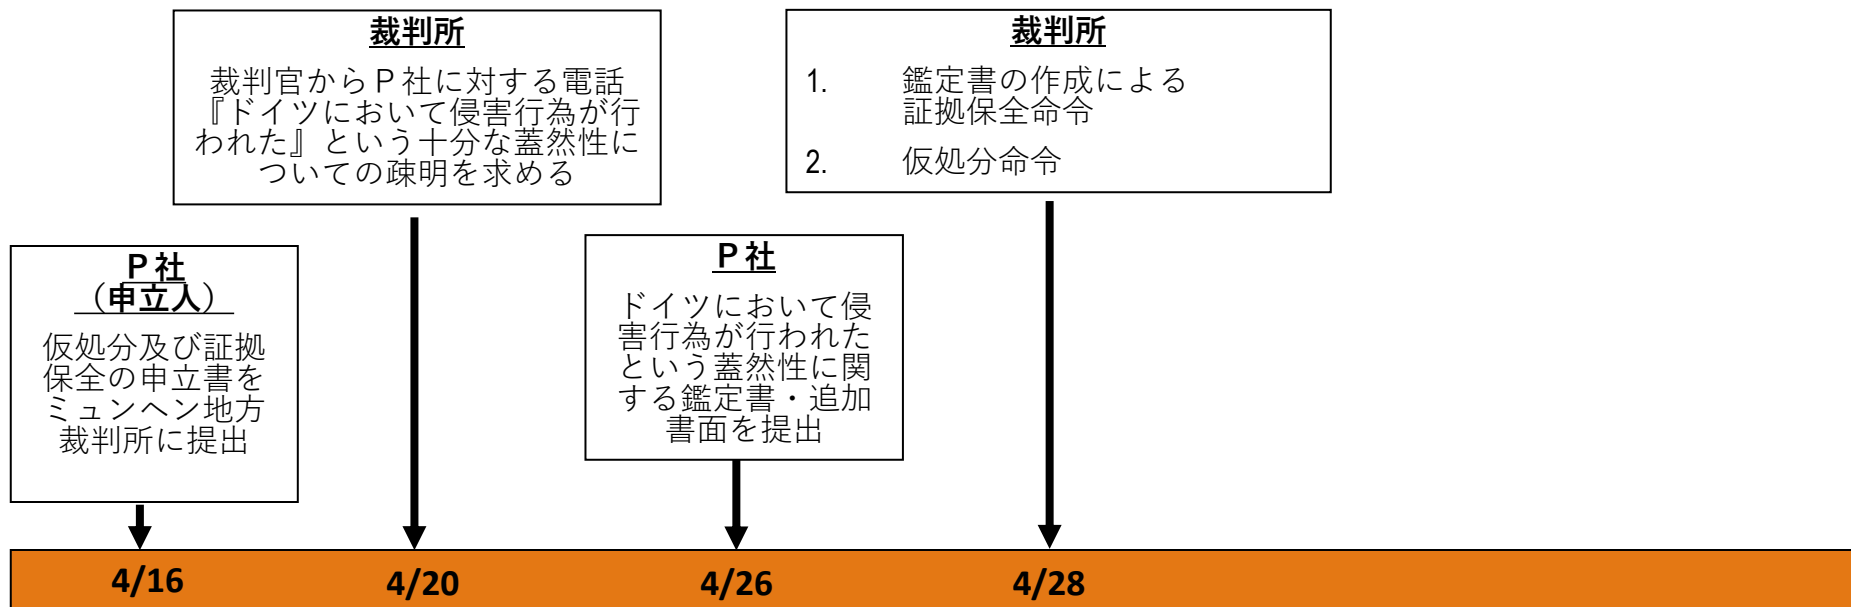 裁判所
裁判官からP社に対する電話
『ドイツにおいて侵害行為が行
われた』という十分な蓋然性に
ついての疎明を求める
裁判所
1. 鑑定書の作成による
証拠保全命令
2. 仮処分命令
P社
（申立人）
仮処分及び証拠
保全の申立書を
ミュンヘン地方
裁判所に提出
P社
ドイツにおいて侵
害行為が行われた
という蓋然性に関
する鑑定書・追加
書面を提出
4/16
4/20
4/26
4/28